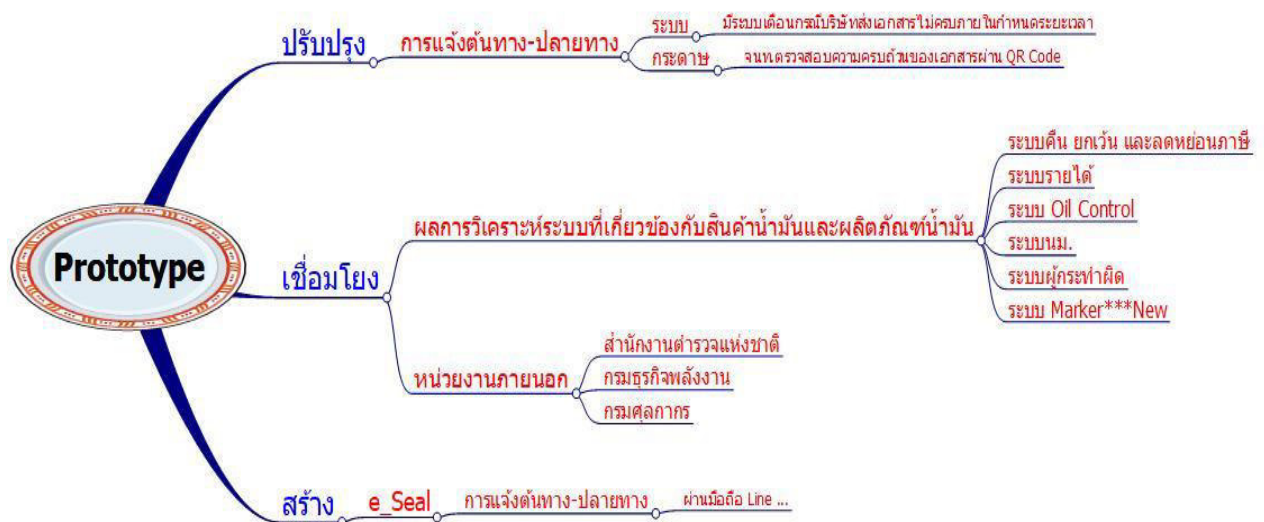 Prototype
ปรับปรุง
การแจ้งต้นทาง-ปลายทาง
ระบบ
มีระบบเตือนกรณีบริษัทส่งเอกสารไม่ครบภายในกำหนดระยะเวลา
กระดาษ
จนท.ตรวจสอบความครบถ้วนของเอกสารผ่าน QR Code
เชื่อมโยง
ผลการวิเคราะห์ระบบที่เกี่ยวข้องกับสินค้าน้ำมันและผลิตภัณฑ์น้ำมัน
ระบบคืน ยกเว้น และลดหย่อนภาษี
ระบบรายได้
ระบบ Oil Control
ระบบนม.
ระบบผู้กระทำผิด
ระบบ Marker***New
หน่วยงานภายนอก
สำนักงานตำรวจแห่งชาติ
กรมธุรกิจพลังงาน
กรมศุลกากร
สร้าง
e_Seal
การแจ้งต้นทาง-ปลายทาง
ผ่านมือถือ Line ...